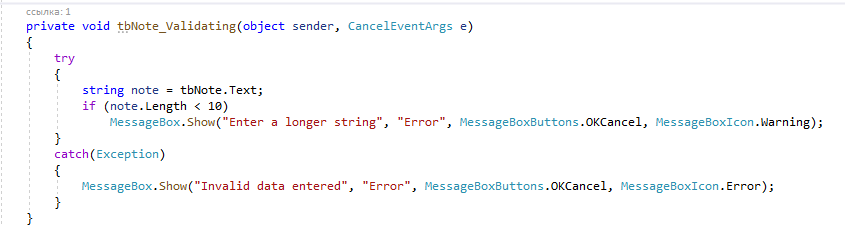 ссылка: 1
private void tbNote_Validating(object sender, CancelEventArgs e)
{
try
{
string note = tbNote.Text;
if (note.Length < 10)
MessageBox.Show("Enter a longer string", "Error", MessageBoxButtons.OKCancel, MessageBoxIcon.Warning);
}
catch(Exception)
{
MessageBox.Show("Invalid data entered", "Error", MessageBoxButtons.OKCancel, MessageBoxIcon.Error);
}
}